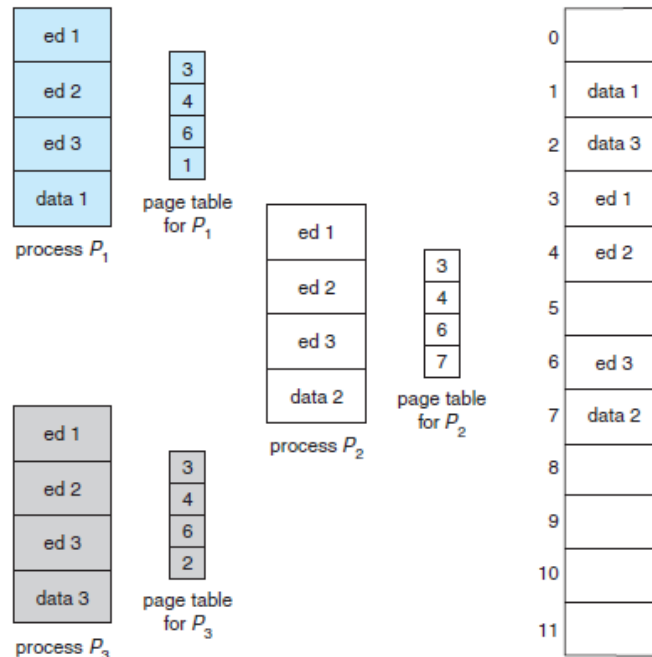 ed 1
ed 2
ed 3
data 1
process P1
3
4
6
1
page table
for P1
ed 1
ed 2
ed 3
data 2
process P2
3
4
6
7
page table
for P2
ed 1
ed 2
ed 3
data 3
process P3
3
4
6
2
page table
for P3
0
1 data 1
2 data 3
3 ed 1
4 ed 2
5
6 ed 3
7 data 2
8
9
10
11